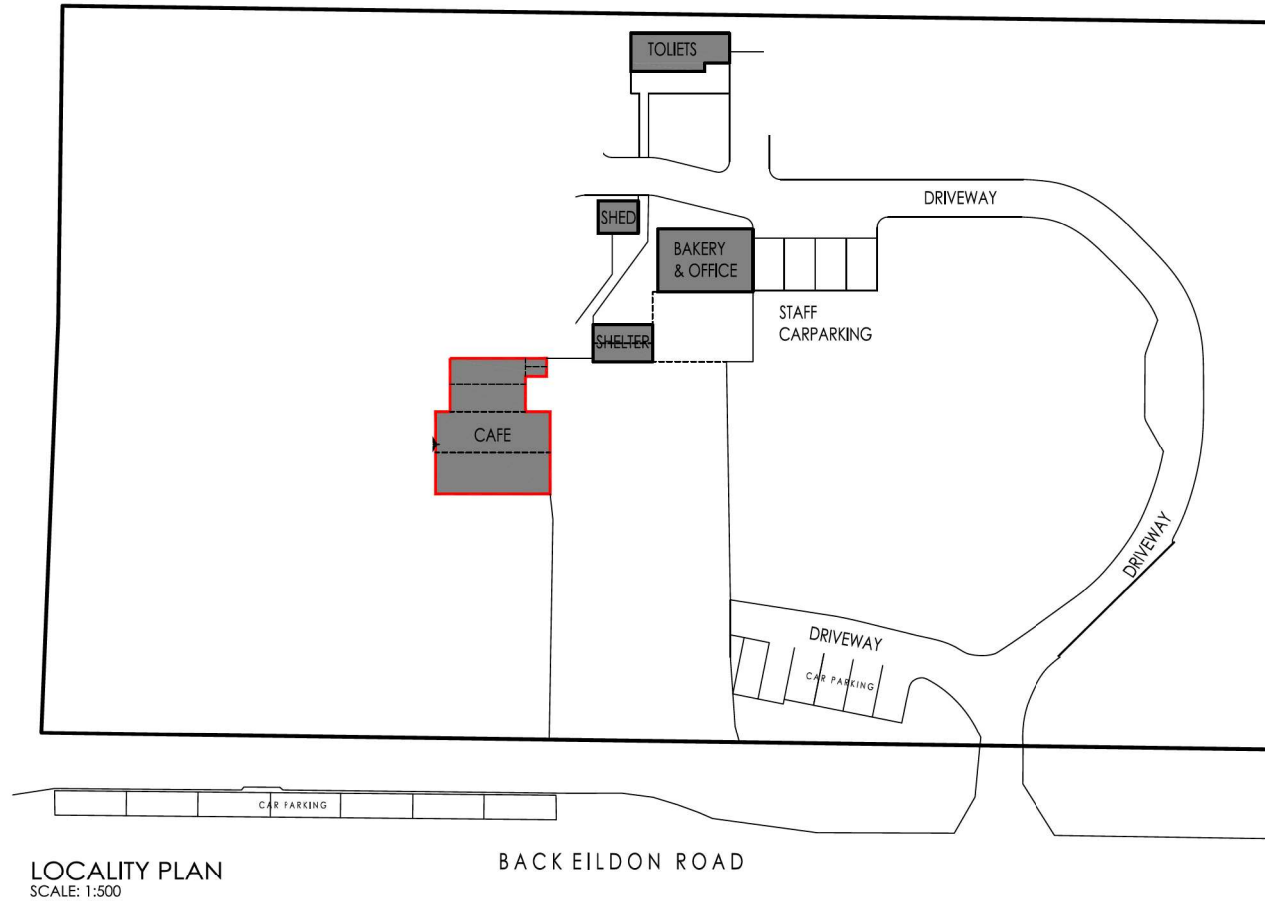 TOLIETS
DRIVEWAY
SHED
BAKERY
& OFFICE
STAFF
CARPARKING
SHELTER
CAFE
DRIVEWAY
DRIVEWAY
CAR PARKING
CAR PARKING
BACK EILDON ROAD
LOCALITY PLAN
SCALE: 1:500